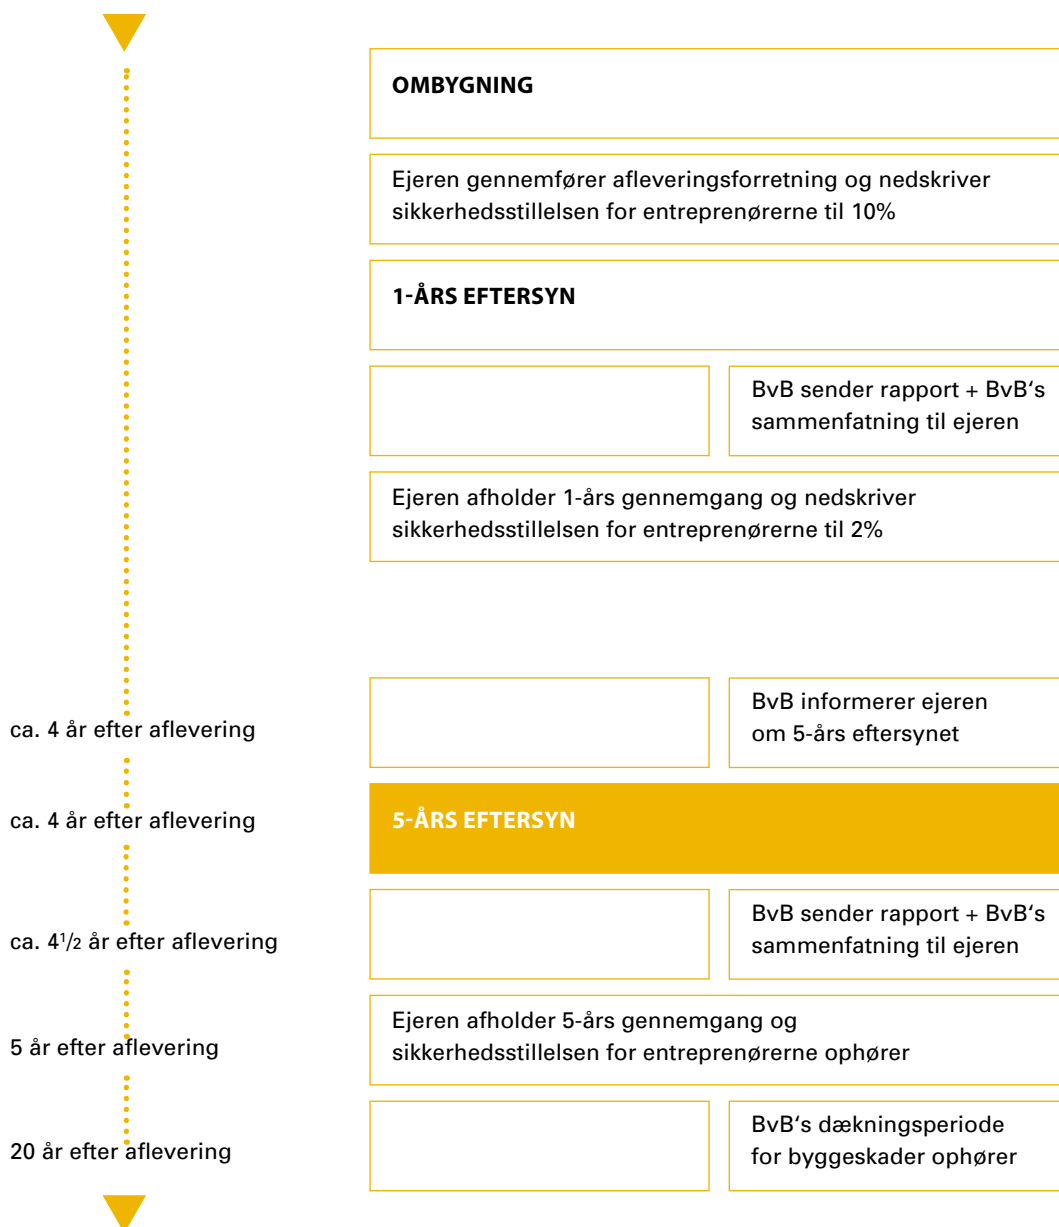 OMBYGNING
Ejeren gennemfører afleveringsforretning og nedskriver
sikkerhedsstillelsen for entreprenørerne til 10%
1-ÅRS EFTERSYN
BvB sender rapport + BvB‘s
sammenfatning til ejeren
Ejeren afholder 1-års gennemgang og nedskriver
sikkerhedsstillelsen for entreprenørerne til 2%
ca. 4 år efter aflevering
BvB informerer ejeren
om 5-års eftersynet
ca. 4 år efter aflevering
5-ÅRS EFTERSYN
ca. 4¹/₂ år efter aflevering
BvB sender rapport + BvB‘s
sammenfatning til ejeren
5 år efter aflevering
Ejeren afholder 5-års gennemgang og
sikkerhedsstillelsen for entreprenørerne ophører
20 år efter aflevering
BvB‘s dækningsperiode
for byggeskader ophører